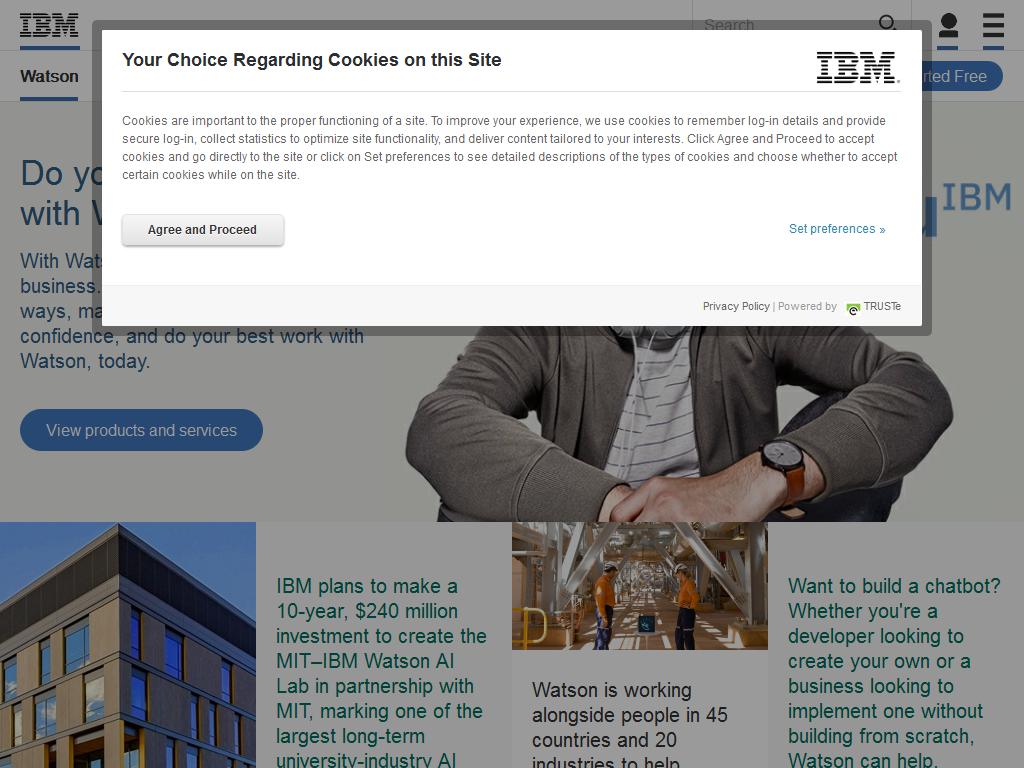 IBM
Search
Watson
rted Free
Your Choice Regarding Cookies on this Site
IBM
Cookies are important to the proper functioning of a site. To improve your experience, we use cookies to remember log-in details and provide
secure log-in, collect statistics to optimize site functionality, and deliver content tailored to your interests. Click Agree and Proceed to accept
cookies and go directly to the site or click on Set preferences to see detailed descriptions of the types of cookies and choose whether to accept
certain cookies while on the site.
Agree and Proceed
Set preferences »
Privacy Policy | Powered by TRUSTe
Do yo
with W
IBM
With Wats
business.
ways, ma
confidence, and do your best work with
Watson, today.
View products and services
IBM plans to make a
10-year, $240 million
investment to create the
MIT–IBM Watson AI
Lab in partnership with
MIT, marking one of the
largest long-term
university-industry AI
Watson is working
alongside people in 45
countries and 20
industries to help
Want to build a chatbot?
Whether you're a
developer looking to
create your own or a
business looking to
implement one without
building from scratch,
Watson can help.